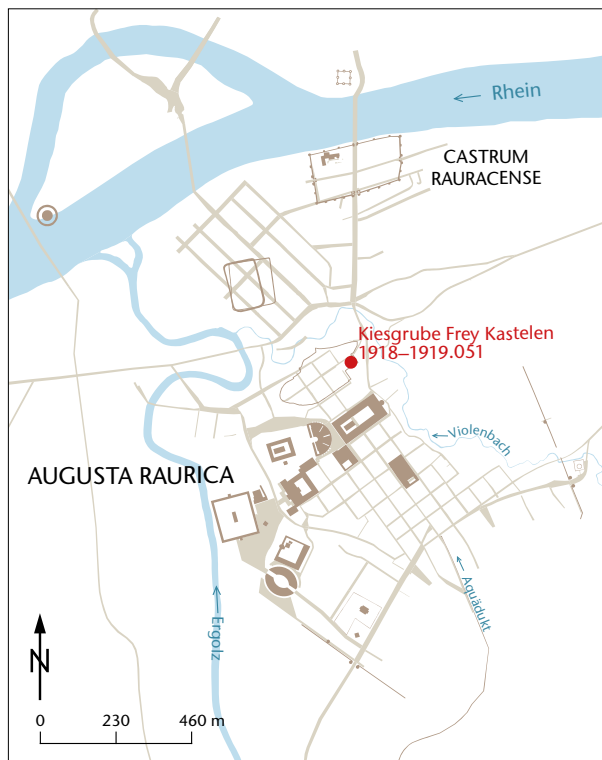 Rhein
CASTRUM
RAURACENSE
Kiesgrube Frey Kastelen
1918–1919.051
Violenbach
AUGUSTA RAURICA
Aquädukt
Ergolz
N
0 230 460 m